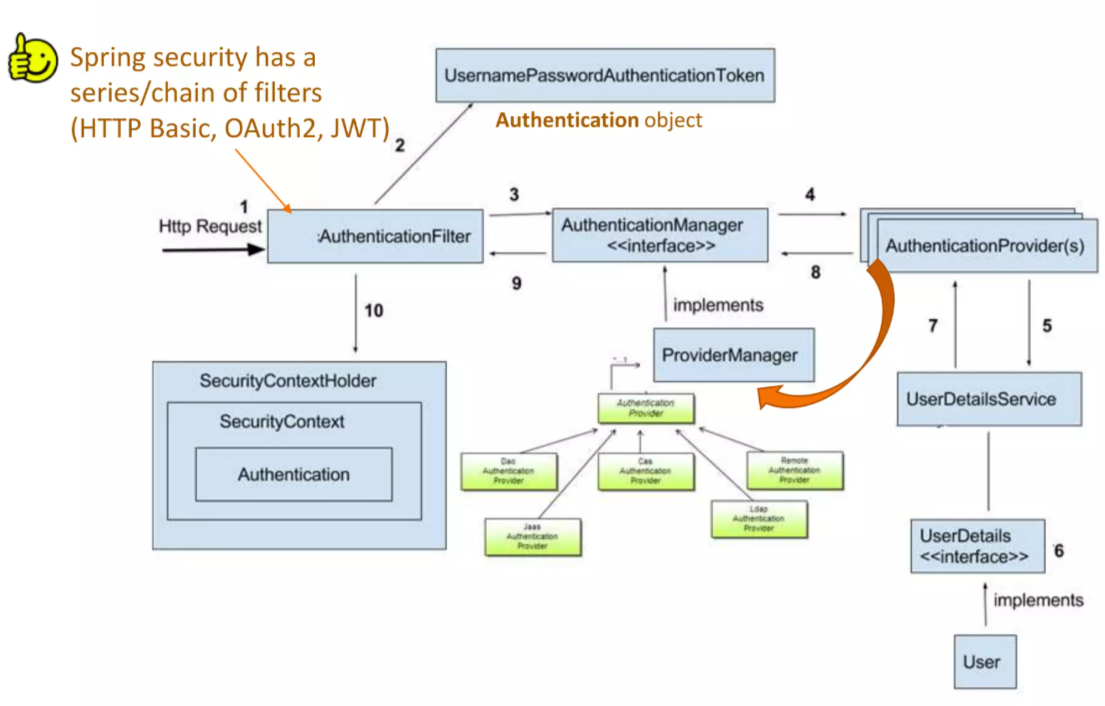 Spring security has a
series/chain of filters
(HTTP Basic, OAuth2, JWT)
UsernamePasswordAuthenticationToken
Authentication object
2
1
Http Request
:AuthenticationFilter
3
9
AuthenticationManager
<<interface>>
4
8
AuthenticationProvider(s)
10
implements
ProviderManager
7
5
SecurityContextHolder
SecurityContext
Authentication
Authentication
Provider
Dao
Authentication
Provider
Cas
Authentication
Provider
Remote
Authentication
Provider
Jaas
Authentication
Provider
Ldap
Authentication
Provider
UserDetailsService
UserDetails
<<interface>>
6
implements
User